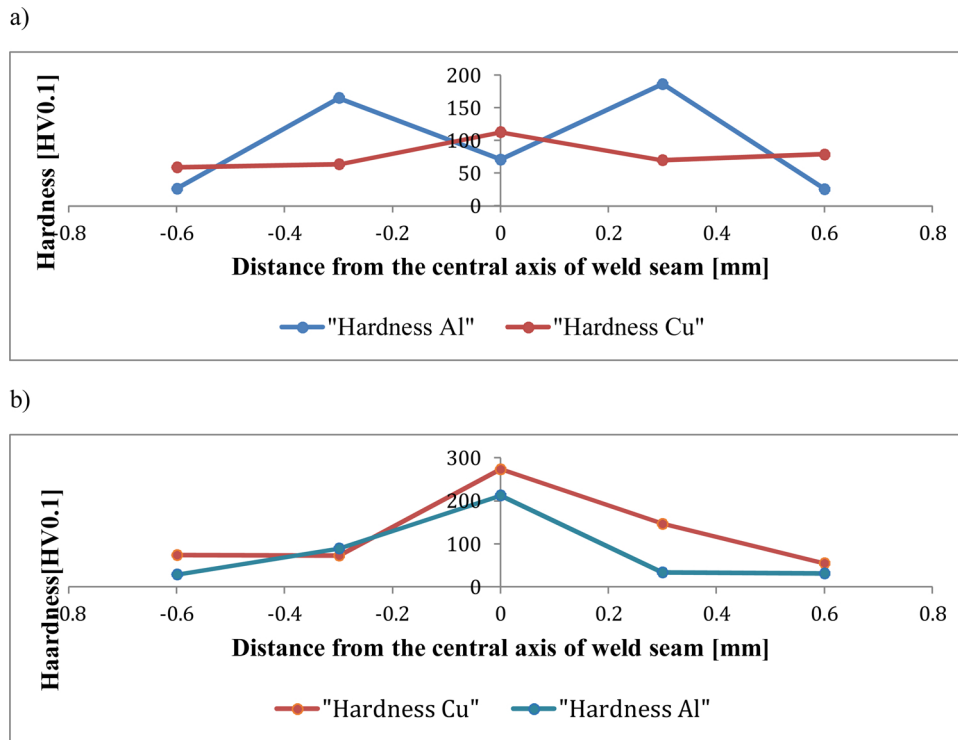 a)
Hardness [HV0.1]
200
150
100
50
0
-0.8
-0.6
-0.4
-0.2
0
0.2
0.4
0.6
0.8
Distance from the central axis of weld seam [mm]
"Hardness Al"
"Hardness Cu"
b)
Haardness[HV0.1]
300
200
100
0
-0.8
-0.6
-0.4
-0.2
0
0.2
0.4
0.6
0.8
Distance from the central axis of weld seam [mm]
"Hardness Cu"
"Hardness Al"